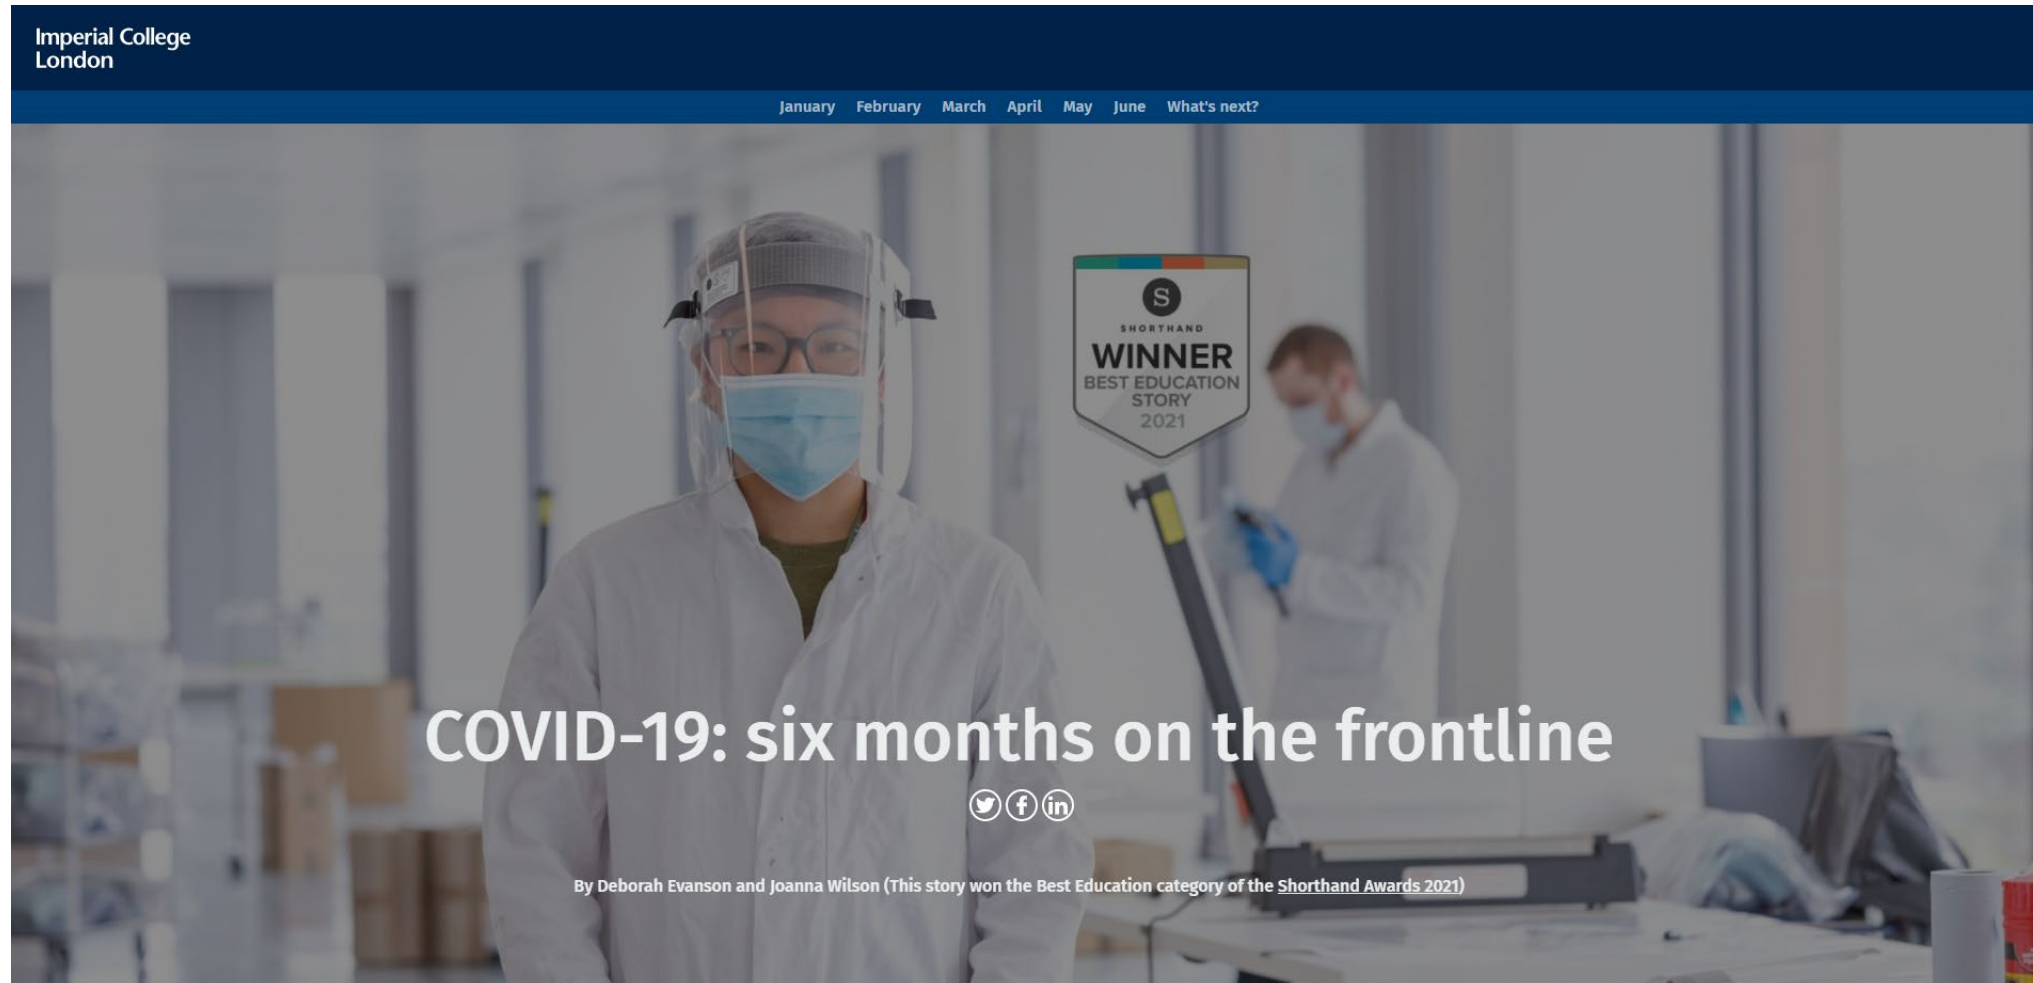 Imperial College
London
January February March April May June What's next?
S
SHORTHAND
WINNER
BEST EDUCATION
STORY
2021
COVID-19: six months on the frontline
By Deborah Evanson and Joanna Wilson (This story won the Best Education category of the Shorthand Awards 2021)